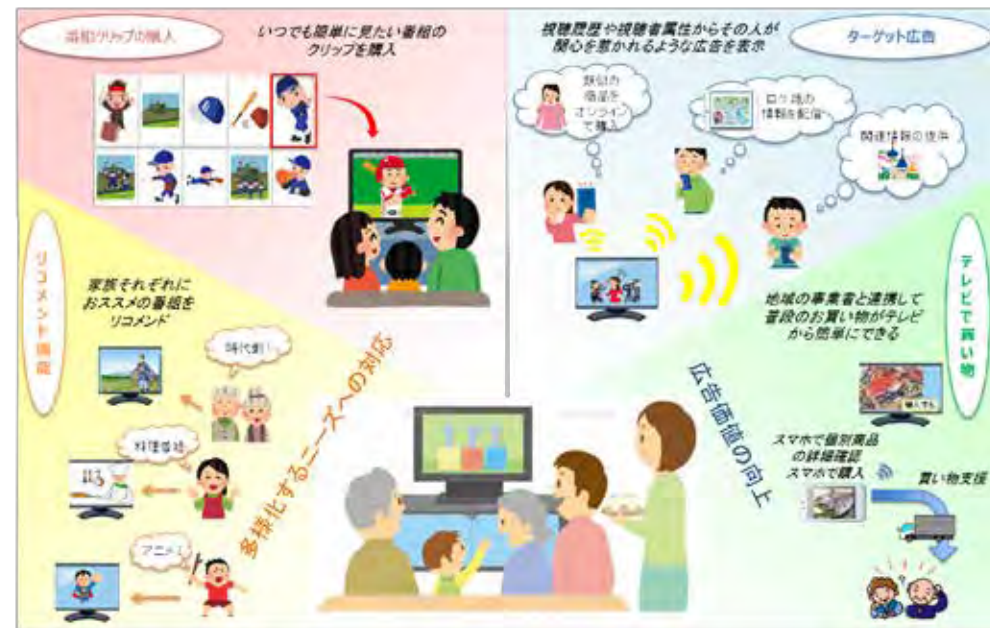 番組クリップの購入
いつでも簡単に見たい番組の
クリップを購入
視聴履歴や視聴者属性からその人が
関心を惹かれるような広告を表示
ターゲット広告
類似の
商品を
オンライン
で購入
ロケ地の
情報を配信
関連情報の提供
リコメンド機能
家族それぞれに
おススメの番組を
リコメンド
時代劇!
料理番組
アニメ!
多様化するニーズへの対応
広告価値の向上
テレビで買い物
地域の事業者と連携して
普段のお買い物がテレビ
から簡単にできる
スマホで個別商品
の詳細確認
スマホで購入
買い物支援